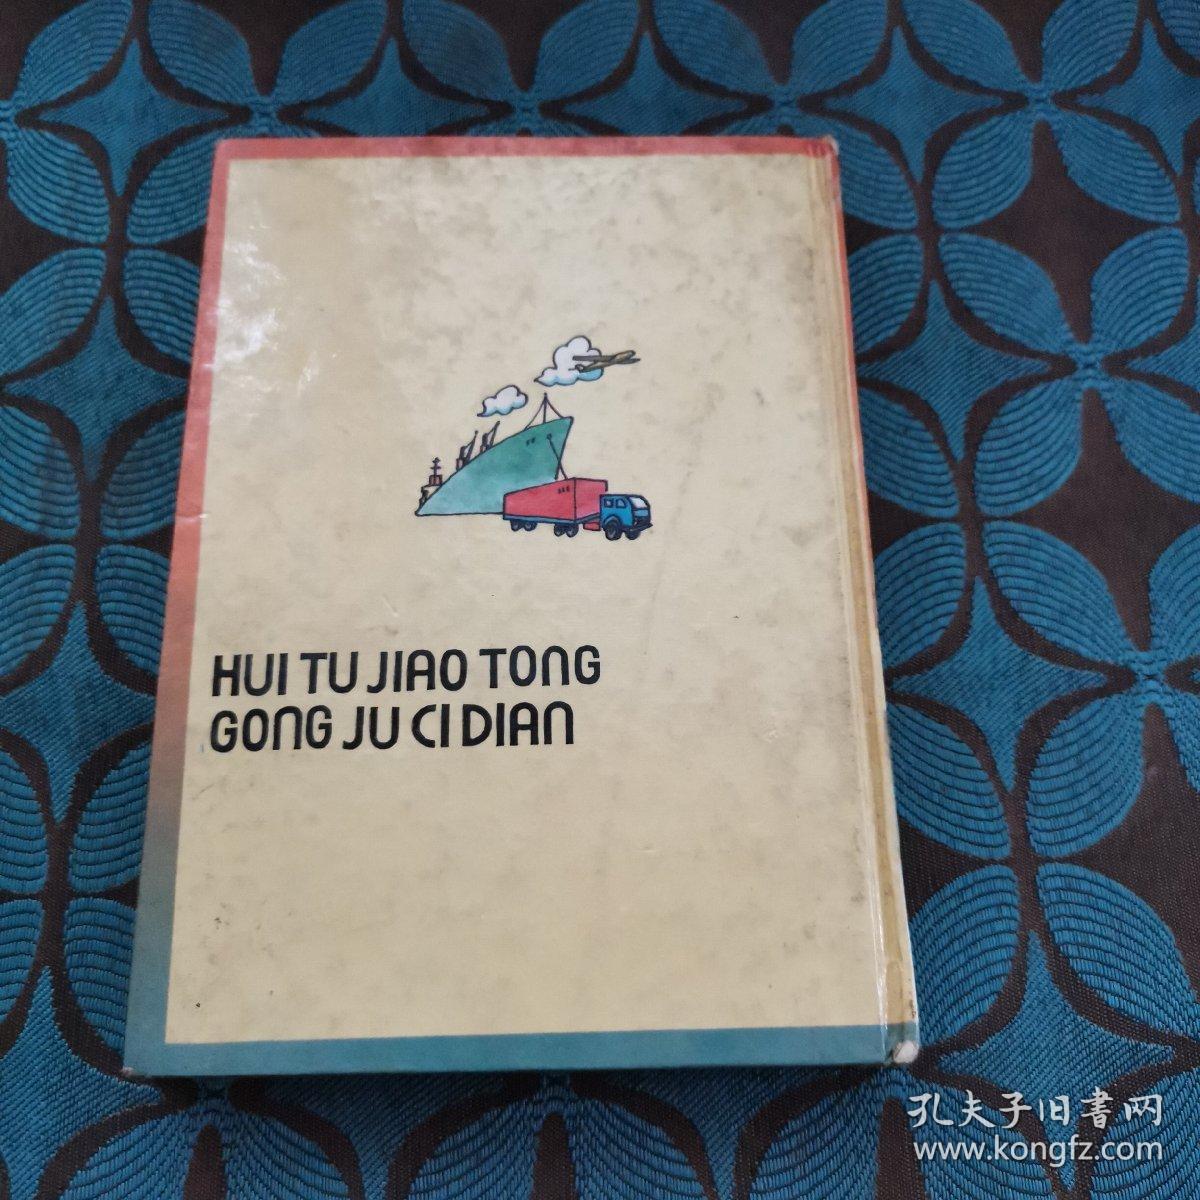 HUI TU JIAO TONG
GONG JU CI DIAN
孔夫子旧書网
www.kongfz.com